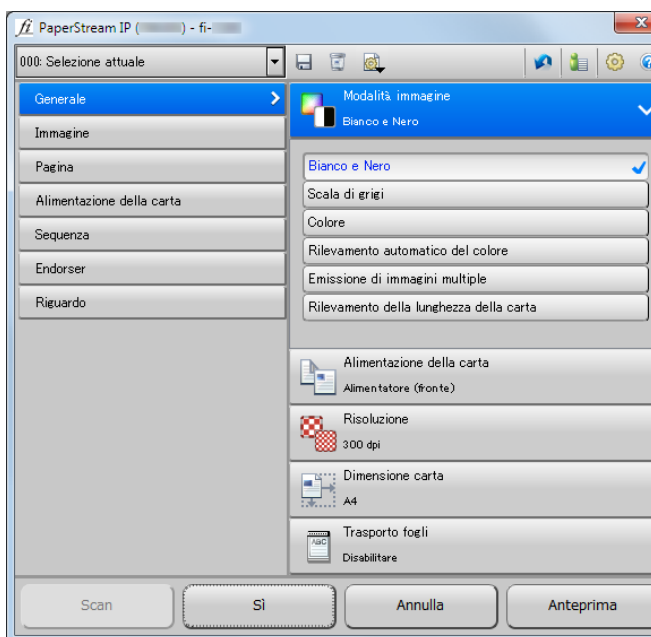 fi PaperStream IP ( ) - fi-
000: Selezione attuale
Generale
Immagine
Pagina
Alimentazione della carta
Sequenza
Endorser
Riguardo
Modalità immagine
Bianco e Nero
Bianco e Nero
Scala di grigi
Colore
Rilevamento automatico del colore
Emissione di immagini multiple
Rilevamento della lunghezza della carta
Alimentazione della carta
Alimentatore (fronte)
Risoluzione
300 dpi
Dimensione carta
A4
ABC
Trasporto fogli
Disabilitare
Scan
Sì
Annulla
Anteprima